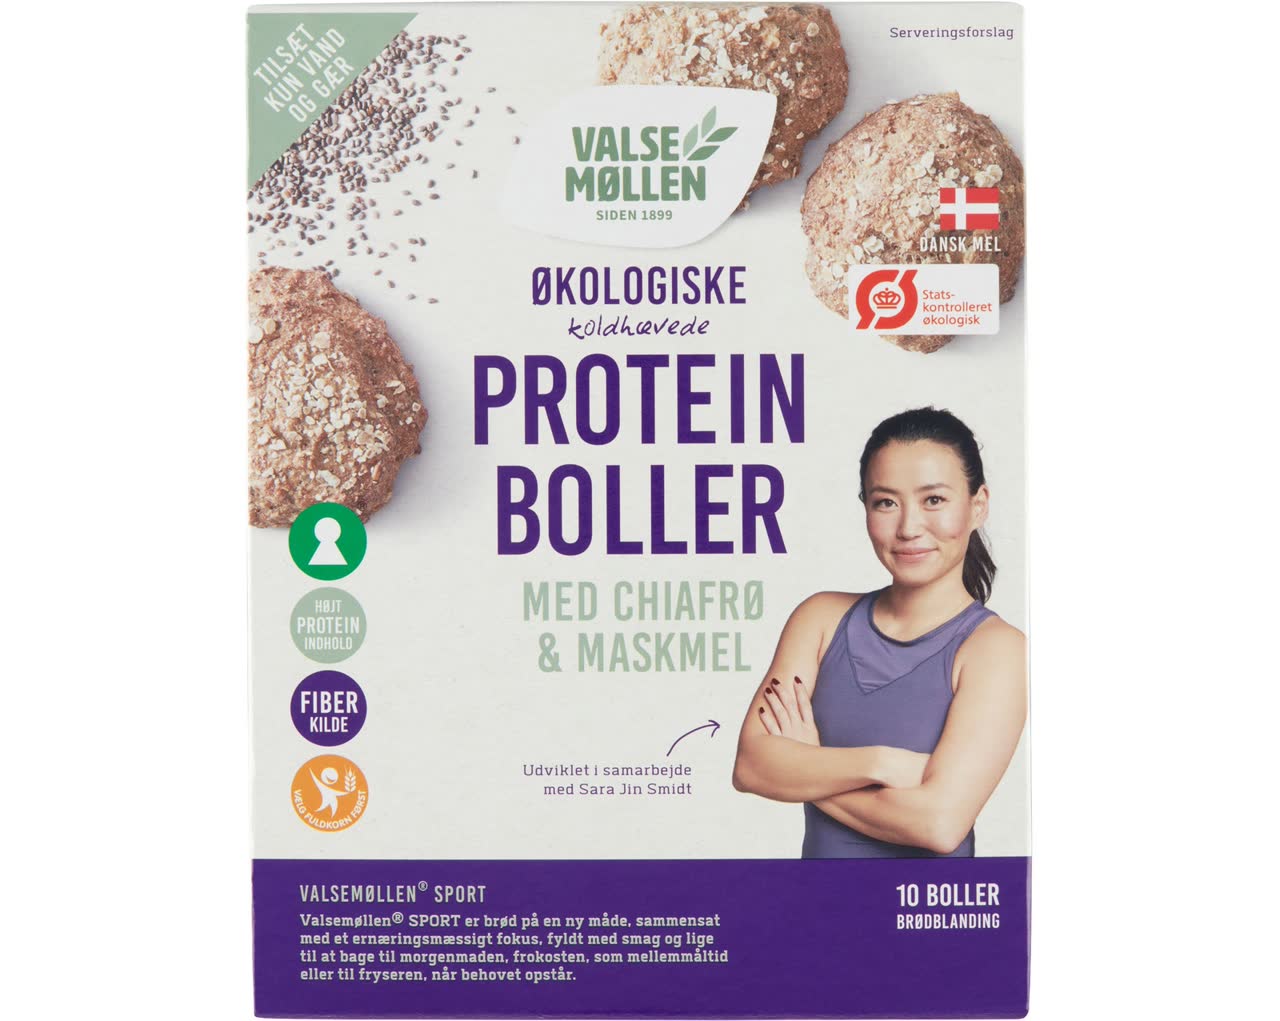 Serveringsforslag
TILSÆT
KUN VAND
OG GÆR
VALSE
MØLLEN
SIDEN 1899
DANSK MEL
ØKOLOGISKE
koldhævede
Stats-
kontrolleret
økologisk
PROTEIN
BOLLER
MED CHIAFRØ
& MASKMEL
HØJT
PROTEIN
INDHOLD
FIBER
KILDE
VÆLG FULDKORN FØRST
Udviklet i samarbejde
med Sara Jin Smidt
VALSEMØLLEN® SPORT
Valsemøllen® SPORT er brød på en ny måde, sammensat
med et ernæringsmæssigt fokus, fyldt med smag og lige
til at bage til morgenmaden, frokosten, som mellemmåltid
eller til fryseren, når behovet opstår.
10 BOLLER
BRØDBLANDING